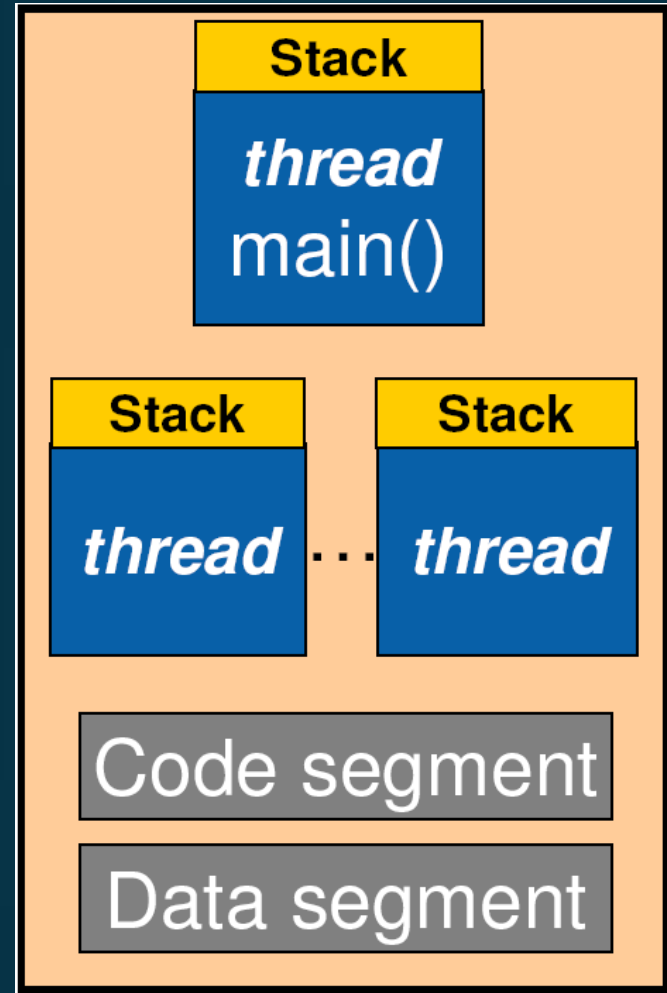 Stack
thread
main()
Stack Stack
thread ... thread
Code segment
Data segment